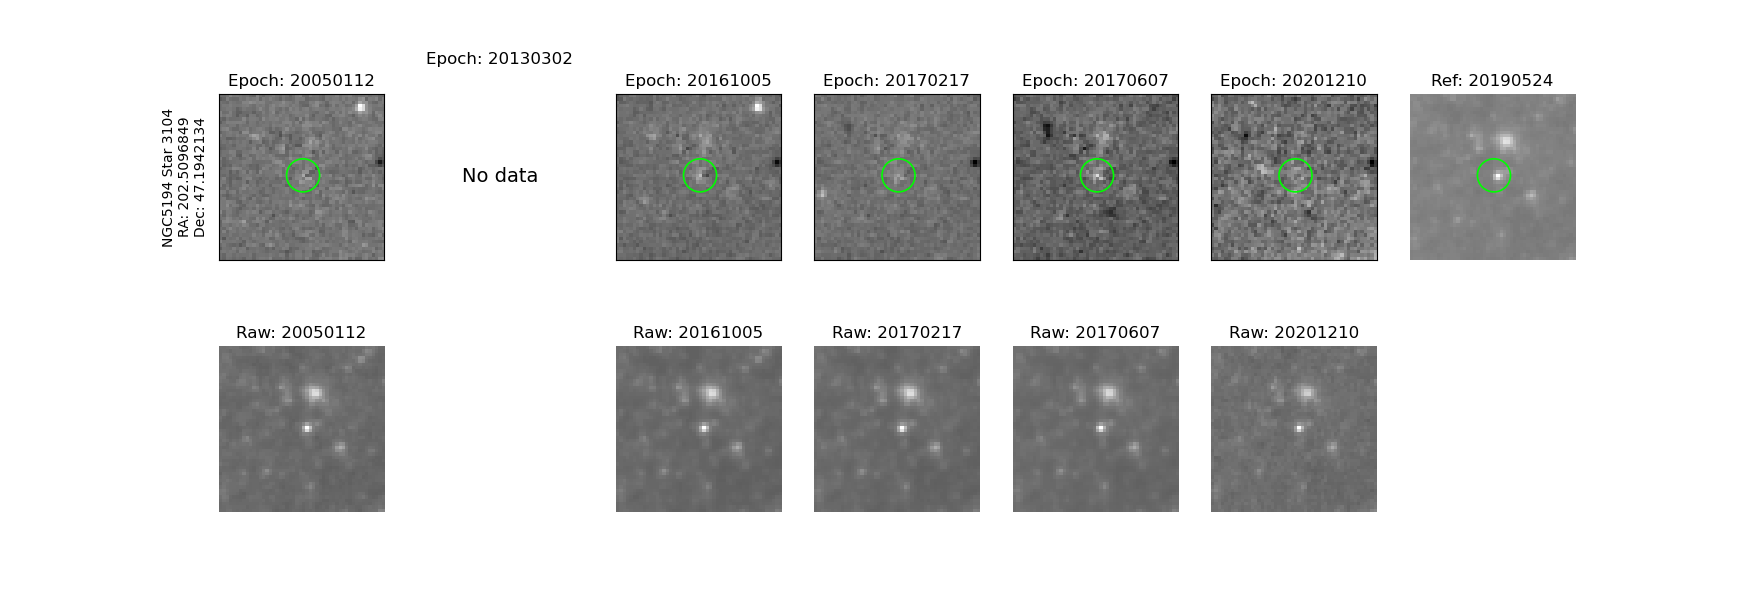 Epoch: 20130302
Epoch: 20050112
Epoch: 20161005
Epoch: 20170217
Epoch: 20170607
Epoch: 20201210
Ref: 20190524
NGC5194 Star 3104
RA: 202.5096849
Dec: 47.1942134
No data
Raw: 20050112
Raw: 20161005
Raw: 20170217
Raw: 20170607
Raw: 20201210